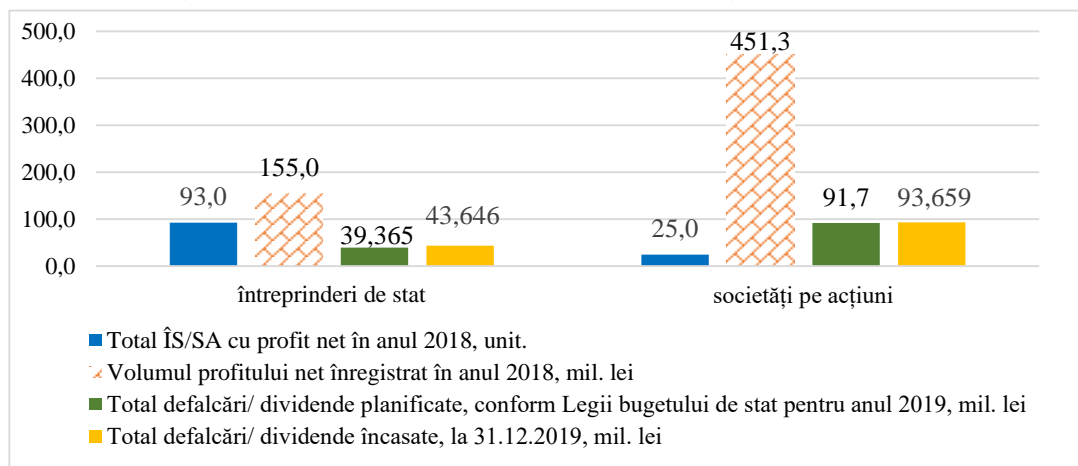 500,0
400,0
300,0
200,0
100,0
0,0
93,0
155,0
39,365
43,646
25,0
451,3
91,7
93,659
întreprinderi de stat
societăți pe acțiuni
Total ÎS/SA cu profit net în anul 2018, unit.
Volumul profitului net înregistrat în anul 2018, mil. lei
Total defalcări/ dividende planificate, conform Legii bugetului de stat pentru anul 2019, mil. lei
Total defalcări/ dividende încasate, la 31.12.2019, mil. lei